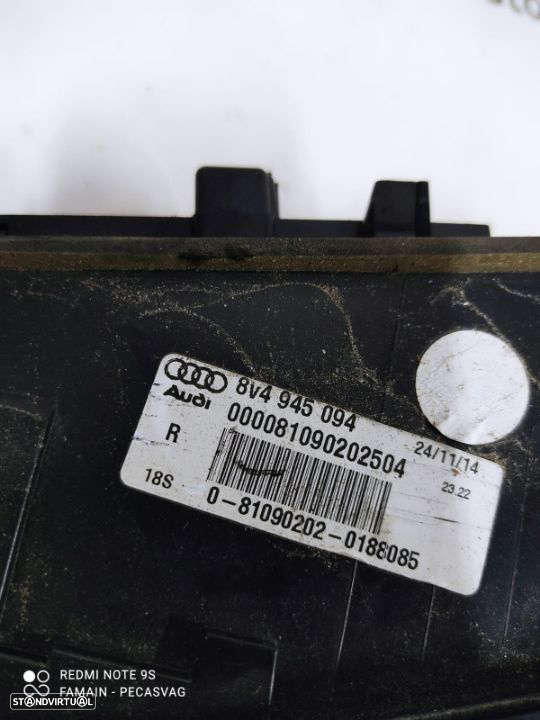 8V4 945 094
Audi
000081090202504
24/11/14
R
23:22
18S
0-81090202-0188085
REDMI NOTE 9S
FAMAIN - PECASVAG
STANDVIRTUAL